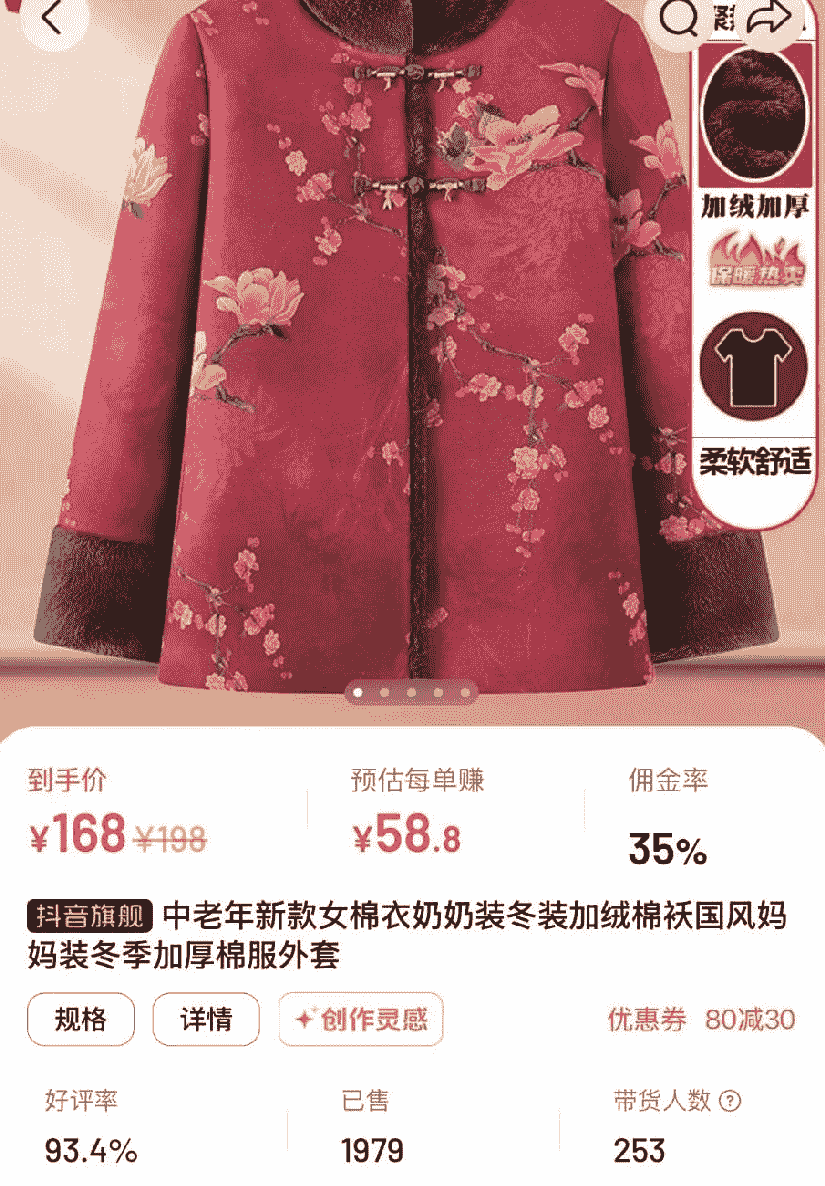 加绒加厚
保暖热卖
柔软舒适
到手价
预估每单赚
佣金率
¥168 ¥198
¥58.8
35%
抖音旗舰 中老年新款女棉衣奶奶装冬装加绒棉袄国风妈
妈装冬季加厚棉服外套
规格
详情
创作灵感
优惠券 80减30
好评率
已售
带货人数 ?
93.4%
1979
253